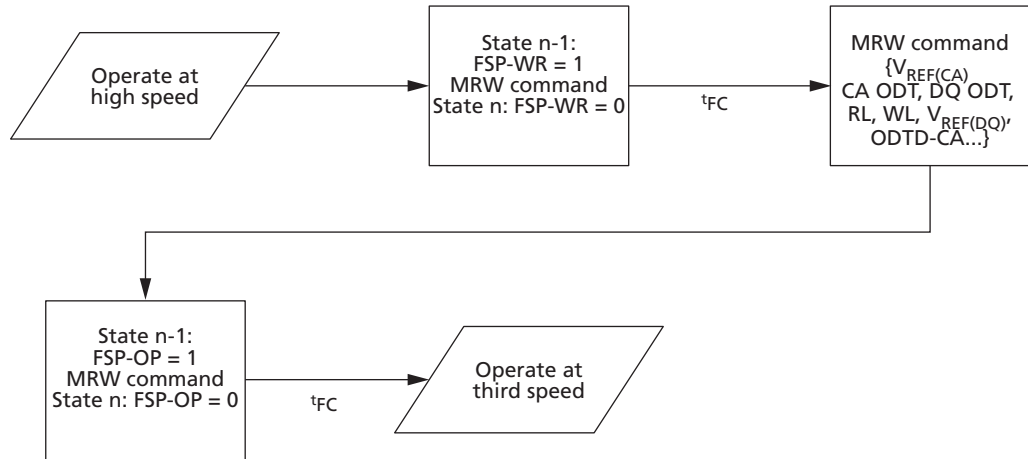 Operate at
high speed
State n-1:
FSP-WR = 1
MRW command
State n: FSP-WR = 0
tFC
MRW command
{VREF(CA)
CA ODT, DQ ODT,
RL, WL, VREF(DQ),
ODTD-CA...}
State n-1:
FSP-OP = 1
MRW command
State n: FSP-OP = 0
tFC
Operate at
third speed